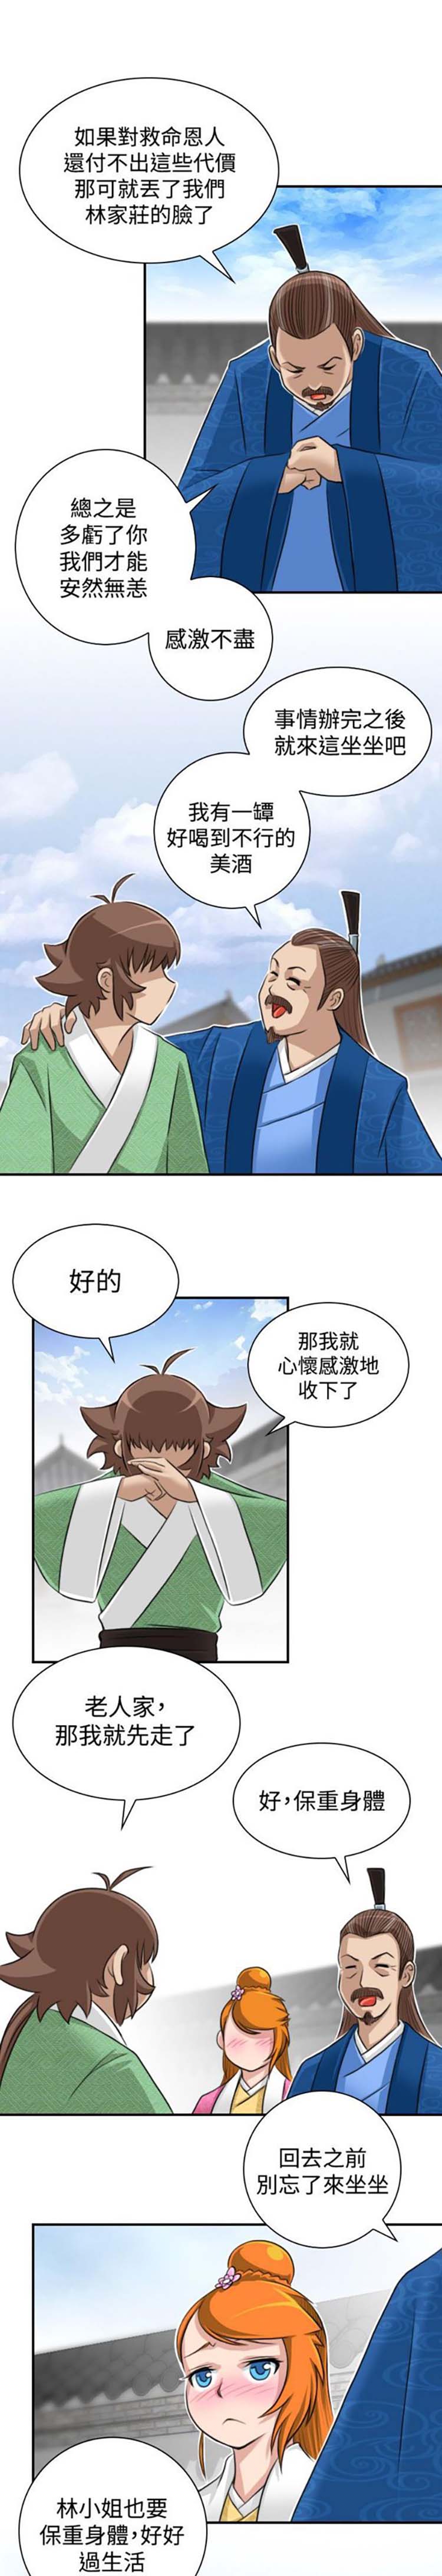 如果對救命恩人
還付不出這些代價
那可就丟了我們
林家莊的臉了
總之是
多虧了你
我們才能
安然無恙
感激不盡
事情辦完之後
就來這坐坐吧
我有一罈
好喝到不行的
美酒
好的
那我就
心懷感激地
收下了
老人家，
那我就先走了
好，保重身體
回去之前
別忘了來坐坐
林小姐也要
保重身體，好好
過生活